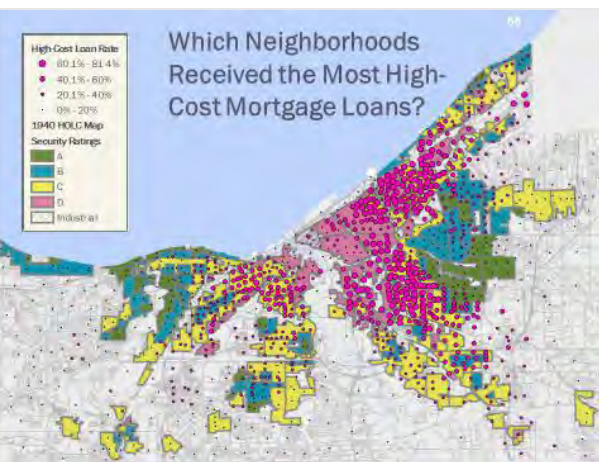 68
Which Neighborhoods
Received the Most High-
Cost Mortgage Loans?
High-Cost Loan Rate
60.1% - 81.4%
40.1% - 60%
20.1% - 40%
0% - 20%
1940 HOLC Map
Security Ratings
A
B
C
D
Industrial